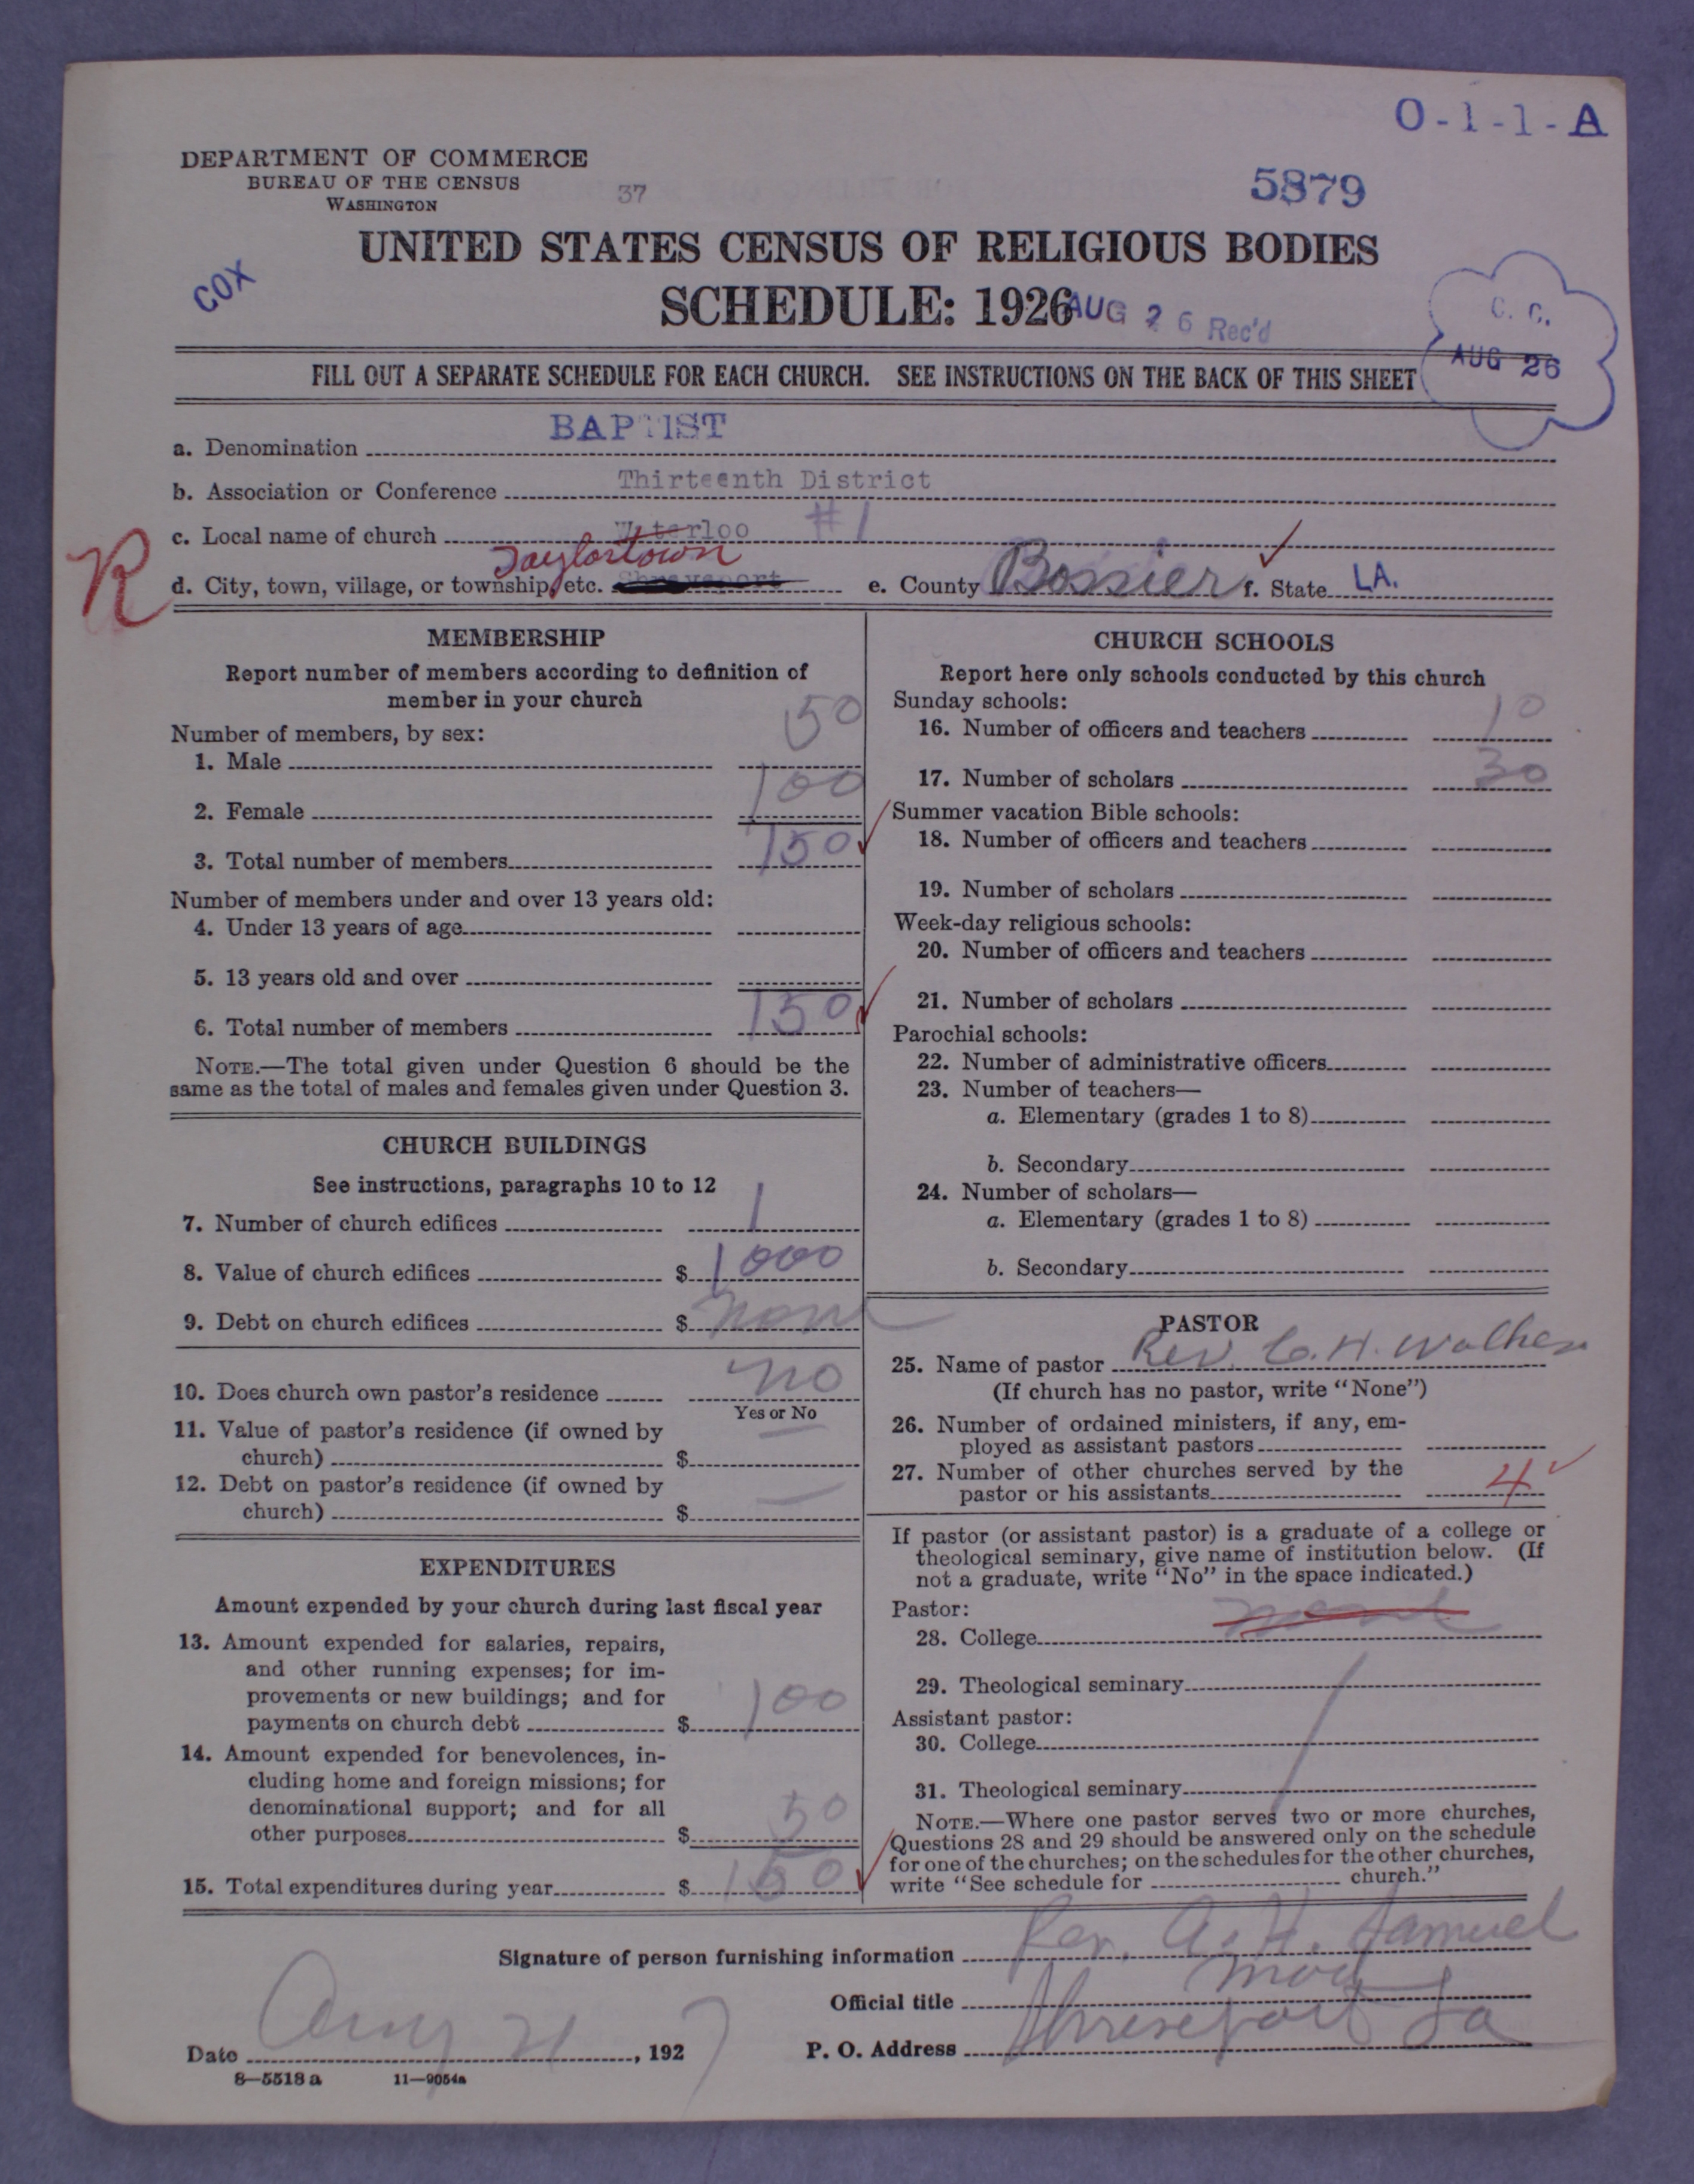 O-1-1-A
DEPARTMENT OF COMMERCE
BUREAU OF THE CENSUS
WASHINGTON
37
5879
UNITED STATES CENSUS OF RELIGIOUS BODIES
COX
SCHEDULE: 1926
AUG 26 Rec'd
C. C.
AUG 26
FILL OUT A SEPARATE SCHEDULE FOR EACH CHURCH. SEE INSTRUCTIONS ON THE BACK OF THIS SHEET
a. Denomination BAPTIST
b. Association or Conference Thirteenth District
c. Local name of church Waterloo #1
R
Taylortown
d. City, town, village, or township, etc. Shreveport e. County Bossier f. State LA.
MEMBERSHIP
Report number of members according to definition of
member in your church
Number of members, by sex:
1. Male 50
2. Female 100
3. Total number of members 150
Number of members under and over 13 years old:
4. Under 13 years of age
5. 13 years old and over
6. Total number of members 150
NOTE.—The total given under Question 6 should be the
same as the total of males and females given under Question 3.
CHURCH BUILDINGS
See instructions, paragraphs 10 to 12
7. Number of church edifices 1
8. Value of church edifices $ 1000
9. Debt on church edifices $ none
10. Does church own pastor's residence no
Yes or No
11. Value of pastor's residence (if owned by
church) $ —
12. Debt on pastor's residence (if owned by
church) $ —
EXPENDITURES
Amount expended by your church during last fiscal year
13. Amount expended for salaries, repairs,
and other running expenses; for im-
provements or new buildings; and for
payments on church debt $ 100
14. Amount expended for benevolences, in-
cluding home and foreign missions; for
denominational support; and for all
other purposes $ 50
15. Total expenditures during year $ 150
CHURCH SCHOOLS
Report here only schools conducted by this church
Sunday schools:
16. Number of officers and teachers 10
17. Number of scholars 30
Summer vacation Bible schools:
18. Number of officers and teachers
19. Number of scholars
Week-day religious schools:
20. Number of officers and teachers
21. Number of scholars
Parochial schools:
22. Number of administrative officers
23. Number of teachers—
a. Elementary (grades 1 to 8)
b. Secondary
24. Number of scholars—
a. Elementary (grades 1 to 8)
b. Secondary
PASTOR
25. Name of pastor Rev. C. H. Walker
(If church has no pastor, write "None")
26. Number of ordained ministers, if any, em-
ployed as assistant pastors
27. Number of other churches served by the
pastor or his assistants 4
If pastor (or assistant pastor) is a graduate of a college or
theological seminary, give name of institution below. (If
not a graduate, write "No" in the space indicated.)
Pastor:
28. College none
29. Theological seminary
Assistant pastor:
30. College
31. Theological seminary
NOTE.—Where one pastor serves two or more churches,
Questions 28 and 29 should be answered only on the schedule
for one of the churches; on the schedules for the other churches,
write "See schedule for church."
Signature of person furnishing information Rev. A. H. Samuel
Official title Mod
Date Aug 21, 1927 P. O. Address Shreveport La
8—5518 a 11—9054a